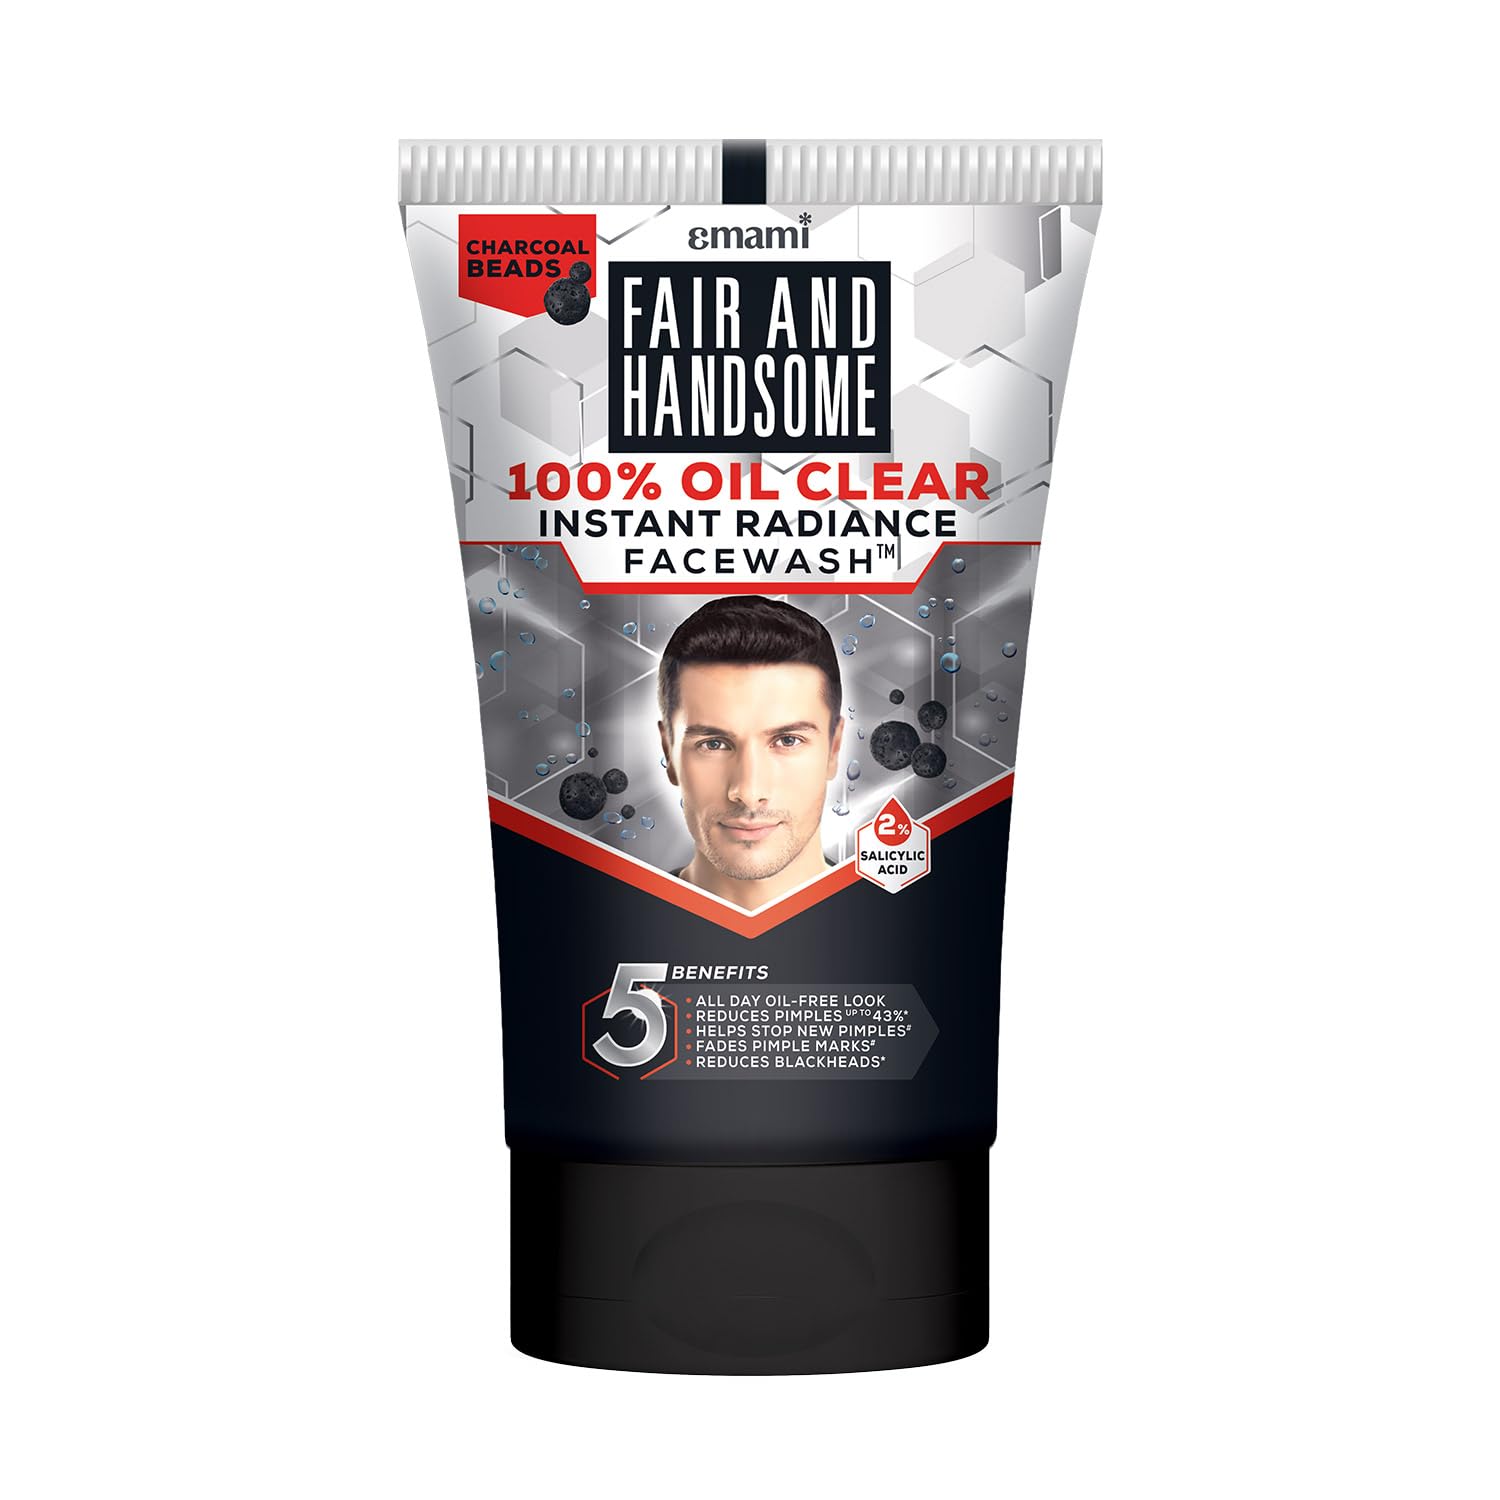 CHARCOAL
BEADS
emami*
FAIR AND
HANDSOME
100% OIL CLEAR
INSTANT RADIANCE
FACEWASH™
2%
SALICYLIC
ACID
5 BENEFITS
• ALL DAY OIL-FREE LOOK
• REDUCES PIMPLES UP TO 43%*
• HELPS STOP NEW PIMPLES#
• FADES PIMPLE MARKS#
• REDUCES BLACKHEADS*